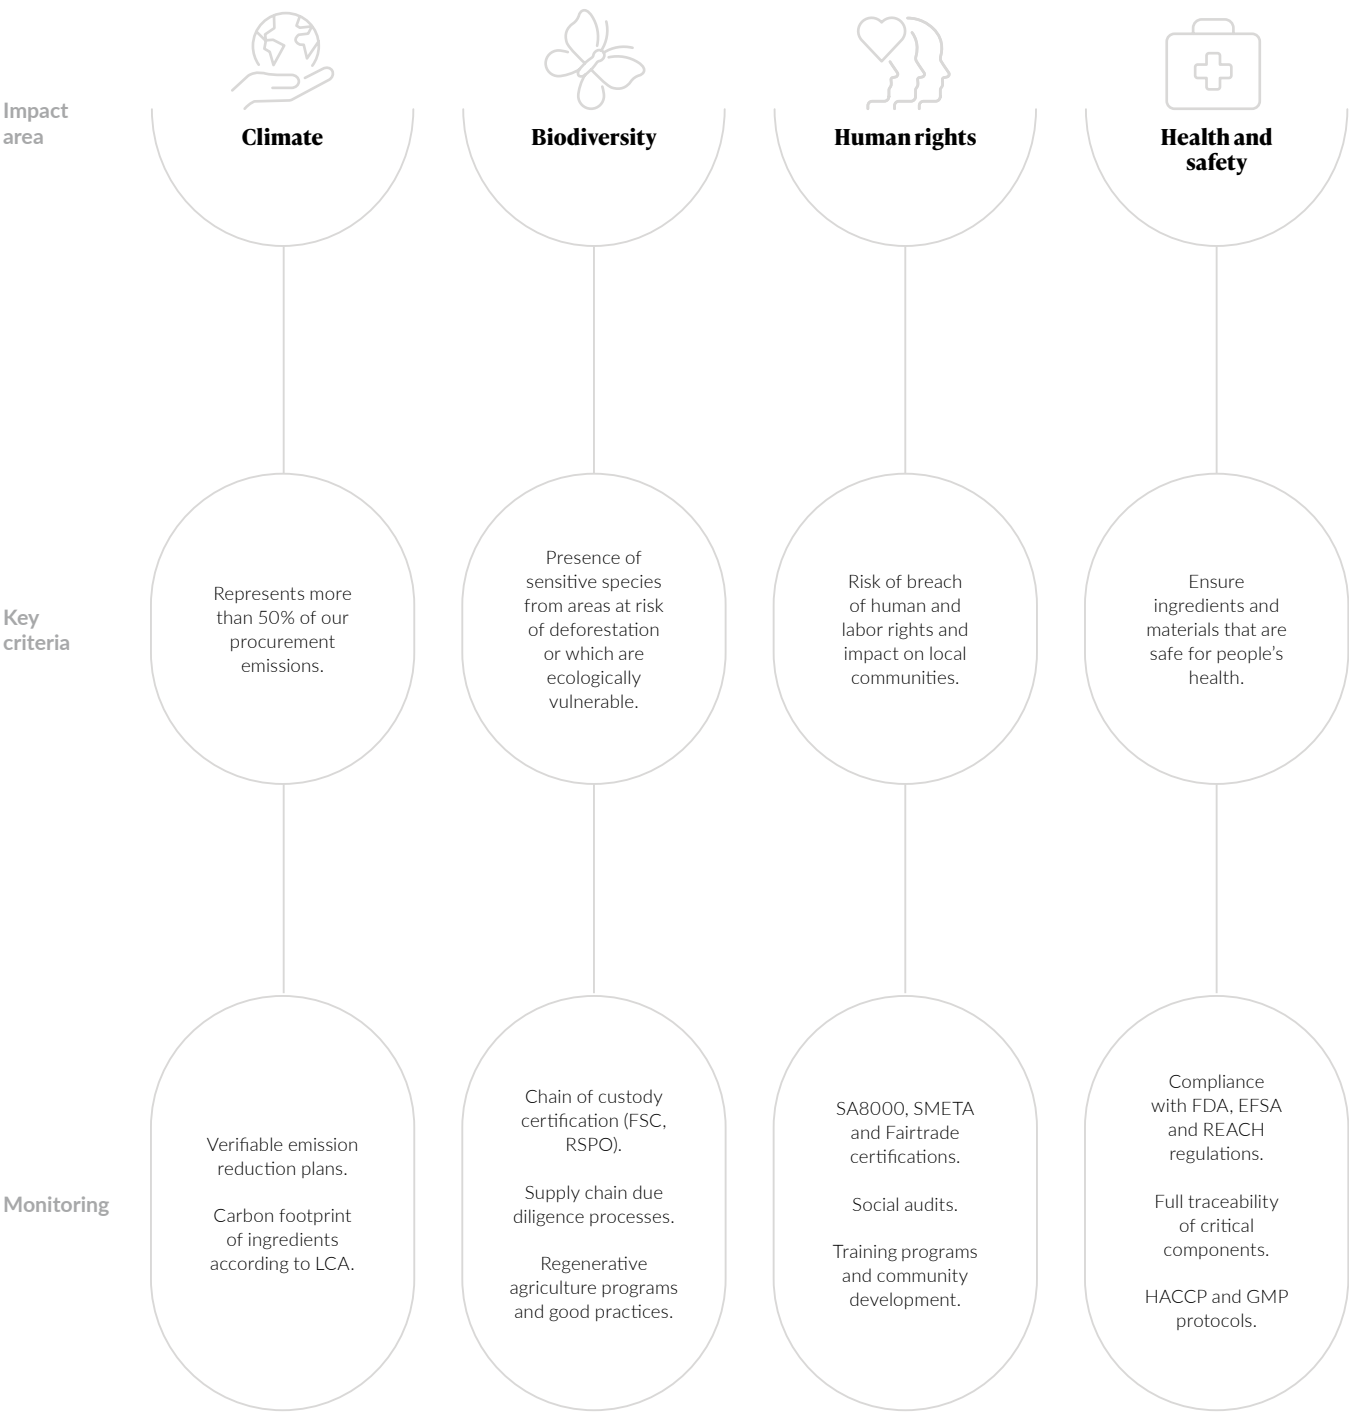 Impact
area
Climate
Biodiversity
Human rights
Health and
safety
Key
criteria
Represents more
than 50% of our
procurement
emissions.
Presence of
sensitive species
from areas at risk
of deforestation
or which are
ecologically
vulnerable.
Risk of breach
of human and
labor rights and
impact on local
communities.
Ensure
ingredients and
materials that are
safe for people's
health.
Monitoring
Verifiable emission
reduction plans.
Carbon footprint
of ingredients
according to LCA.
Chain of custody
certification (FSC,
RSPO).
Supply chain due
diligence processes.
Regenerative
agriculture programs
and good practices.
SA8000, SMETA
and Fairtrade
certifications.
Social audits.
Training programs
and community
development.
Compliance
with FDA, EFSA
and REACH
regulations.
Full traceability
of critical
components.
HACCP and GMP
protocols.